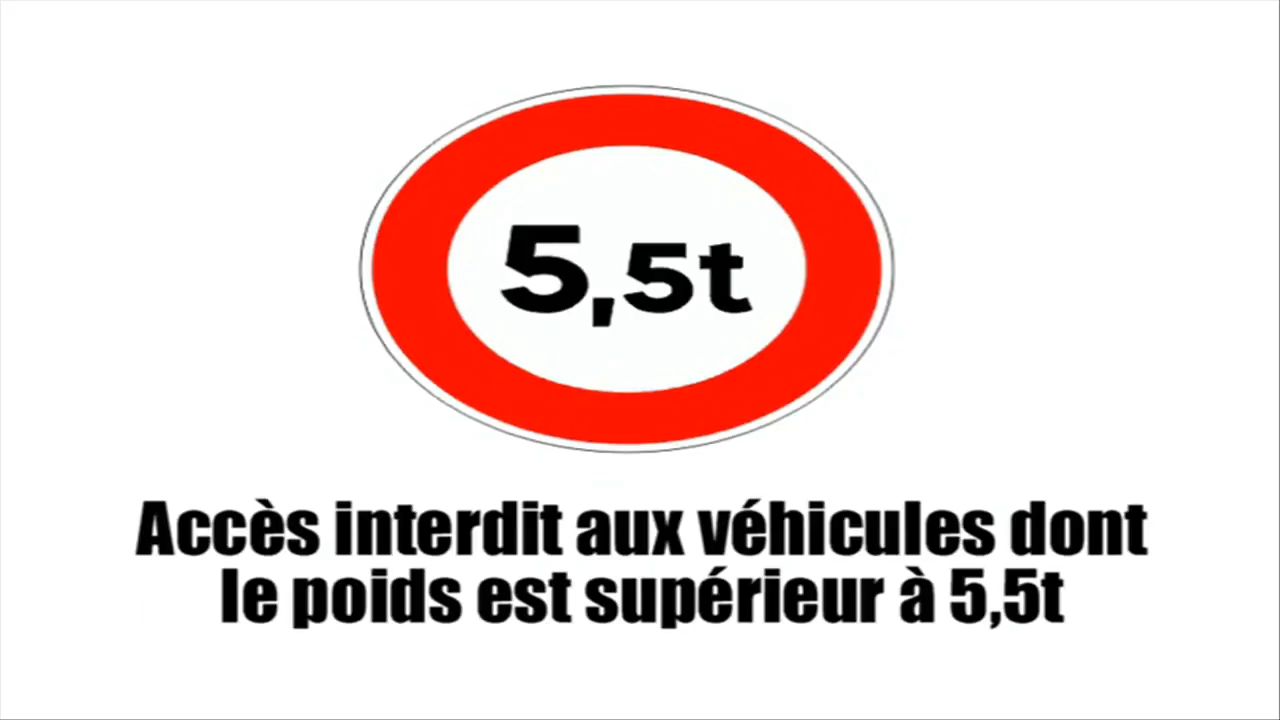 5,5t
Accès interdit aux véhicules dont
le poids est supérieur à 5,5t